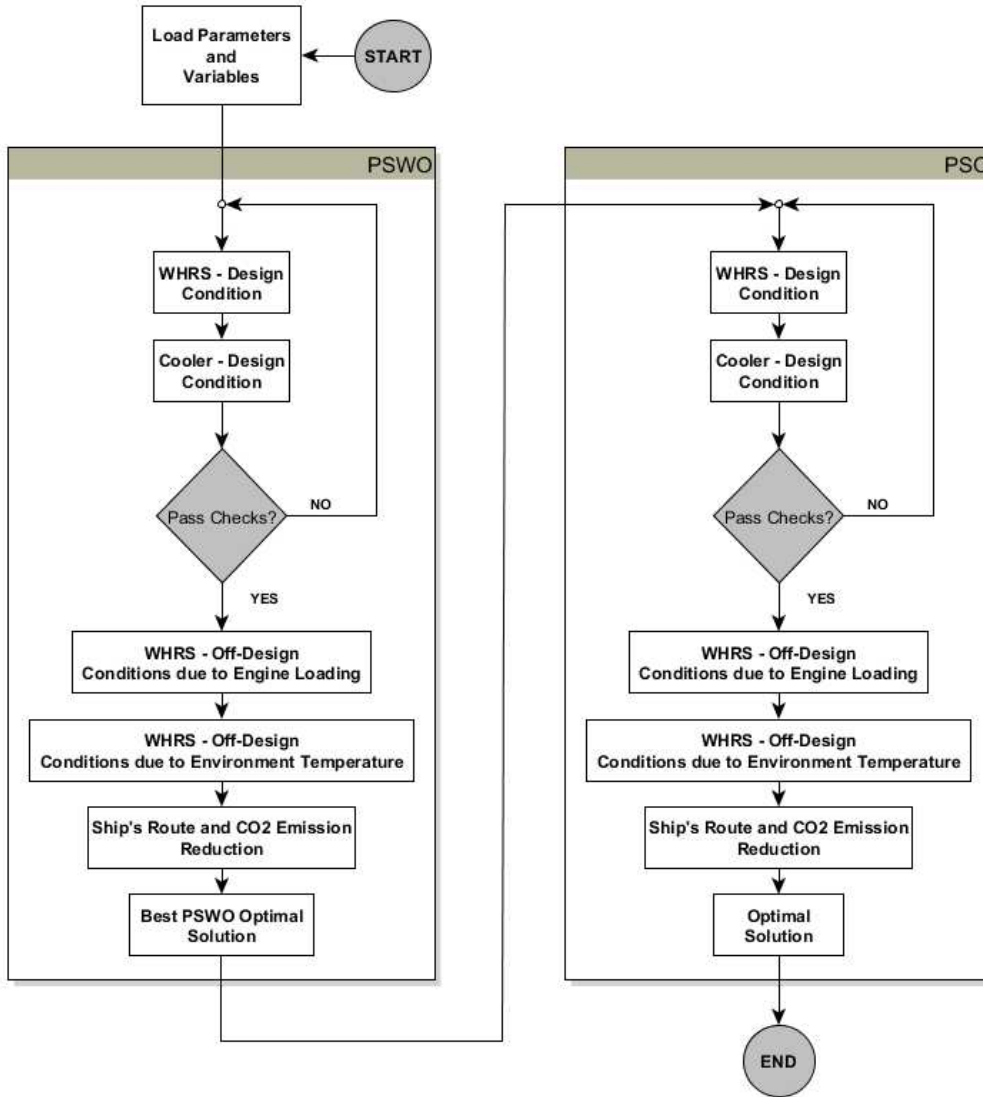 Load Parameters
and
Variables
START
PSWO
WHRS - Design
Condition
Cooler - Design
Condition
Pass Checks?
NO
YES
WHRS - Off-Design
Conditions due to Engine Loading
WHRS - Off-Design
Conditions due to Environment Temperature
Ship's Route and CO2 Emission
Reduction
Best PSWO Optimal
Solution
WHRS - Design
Condition
Cooler - Design
Condition
Pass Checks?
NO
YES
WHRS - Off-Design
Conditions due to Engine Loading
WHRS - Off-Design
Conditions due to Environment Temperature
Ship's Route and CO2 Emission
Reduction
Optimal
Solution
END